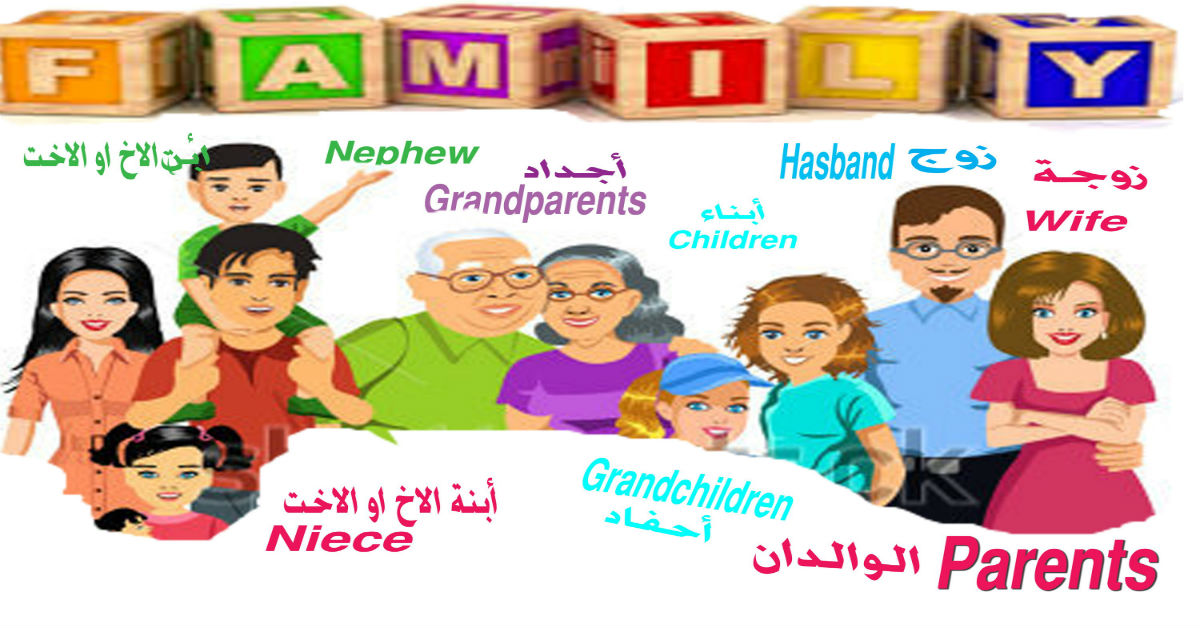 FAMILY
ابن الاخ او الاخت
Nephew
أجداد
Grandparents
أبناء
Children
Hasband زوج
زوجة
Wife
أبنة الاخ او الاخت
Niece
Grandchildren
أحفاد
الوالدان Parents